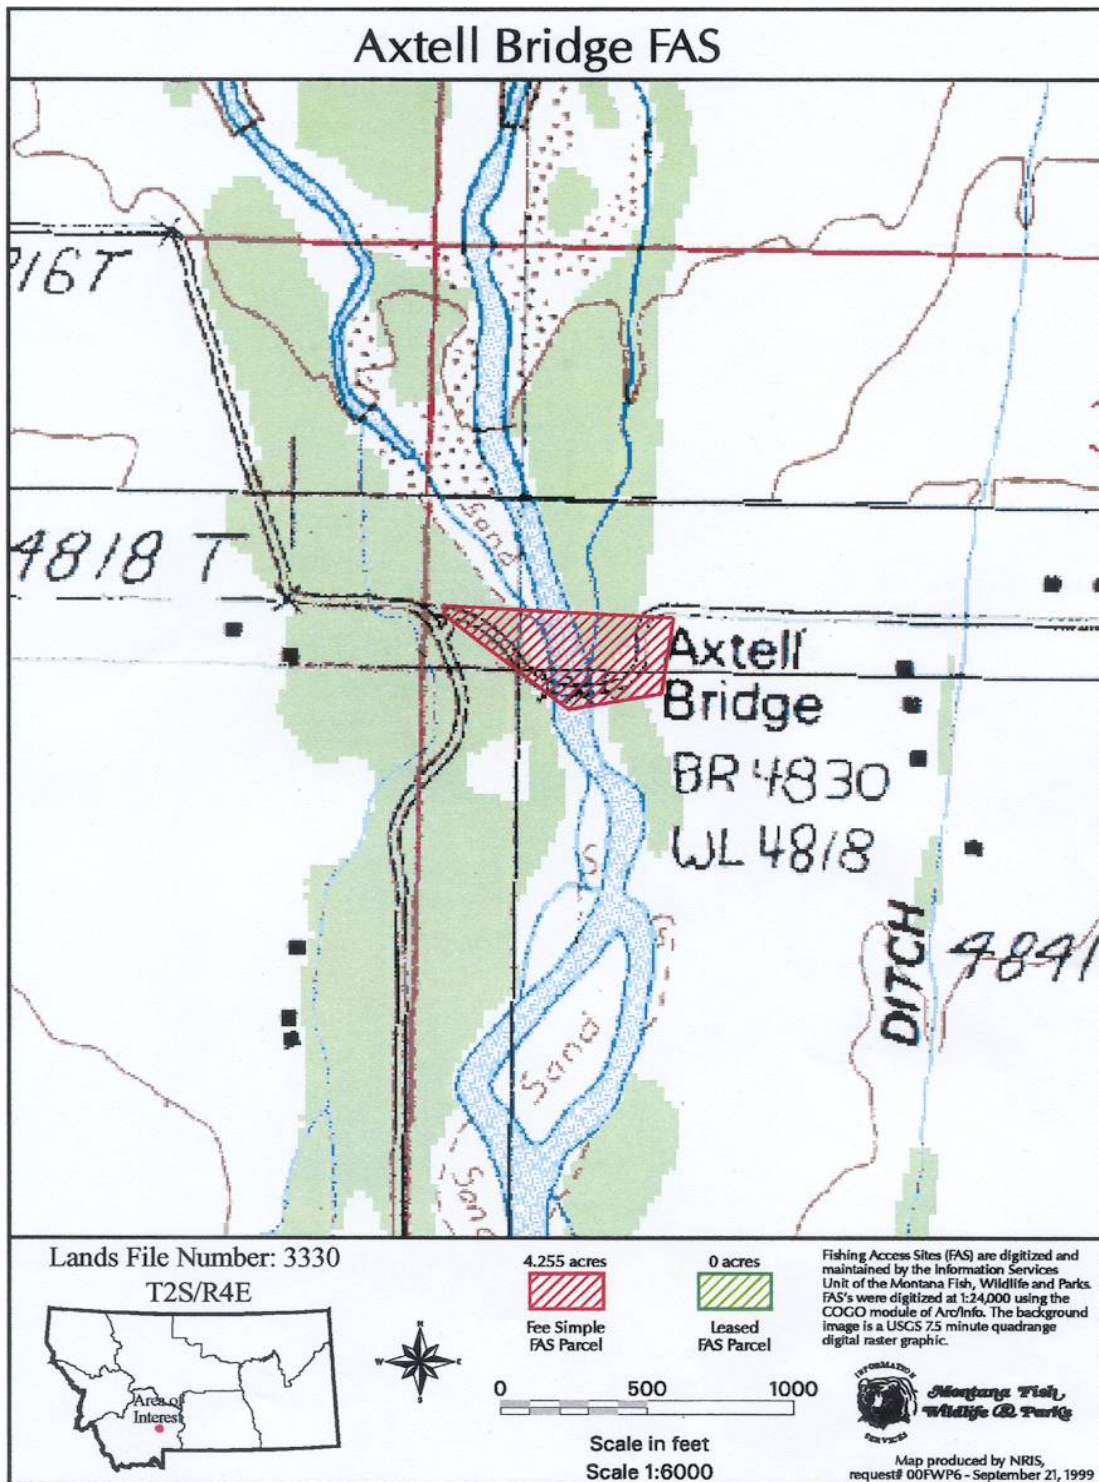 Axtell Bridge FAS
4818 T
Sand
Axtell
Bridge
BR 4830
WL 4818
S
DITCH
4841
Sand
Sand
Lands File Number: 3330
T2S/R4E
Area of
Interest
N
W
E
S
4.255 acres
Fee Simple
FAS Parcel
0 acres
Leased
FAS Parcel
0 500 1000
Scale in feet
Scale 1:6000
Fishing Access Sites (FAS) are digitized and
maintained by the Information Services
Unit of the Montana Fish, Wildlife and Parks.
FAS's were digitized at 1:24,000 using the
COGO module of Arc/Info. The background
image is a USGS 7.5 minute quadrange
digital raster graphic.
INFORMATION
SERVICES
Montana Fish,
Wildlife & Parks
Map produced by NRIS,
request# 00FWP6 - September 21, 1999